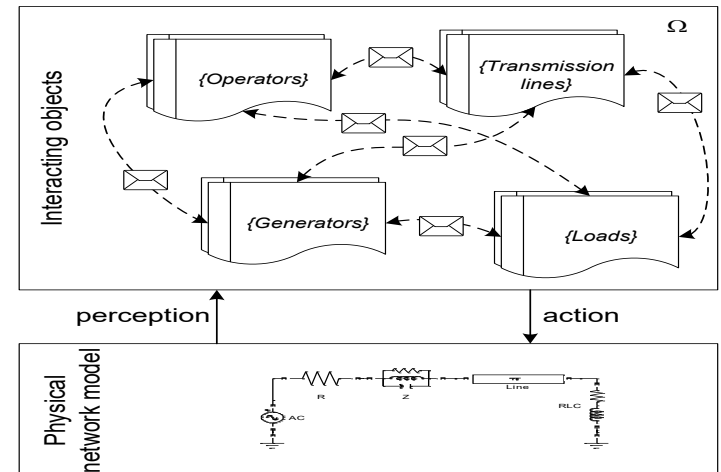 Ω
Interacting objects
{Operators}
{Transmission
lines}
{Generators}
{Loads}
perception
action
Physical
network model
AC
R
Z
Line
RLC